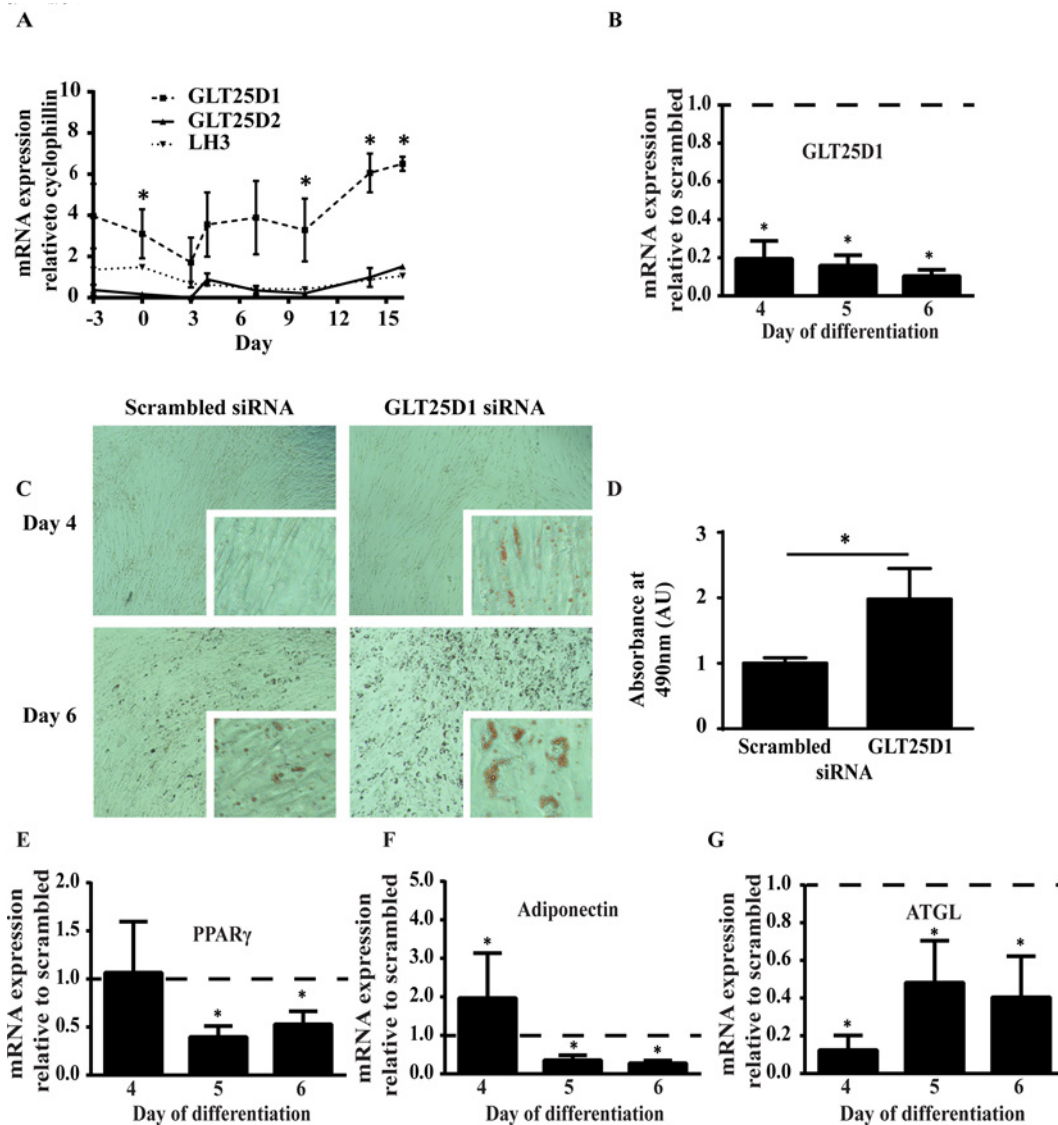 A
mRNA expression
relativeto cyclophillin
10
8
6
4
2
0
GLT25D1
GLT25D2
LH3
*
*
*
*
-3 0 3 6 9 12 15
Day
B
mRNA expression
relative to scrambled
1.0
0.8
0.6
0.4
0.2
0.0
GLT25D1
*
*
*
4 5 6
Day of differentiation
Scrambled siRNA GLT25D1 siRNA
C
Day 4
Day 6
D
Absorbance at
490nm (AU)
3
2
1
0
*
Scrambled GLT25D1
siRNA
E
mRNA expression
relative to scrambled
2.0
1.5
1.0
0.5
0.0
PPARγ
*
*
4 5 6
Day of differentiation
F
mRNA expression
relative to scrambled
5.0
4.0
3.0
2.0
1.0
0.0
Adiponectin
*
*
*
4 5 6
Day of differentiation
G
mRNA expression
relative to scrambled
1.0
0.8
0.6
0.4
0.2
0.0
ATGL
*
*
*
4 5 6
Day of differentiation